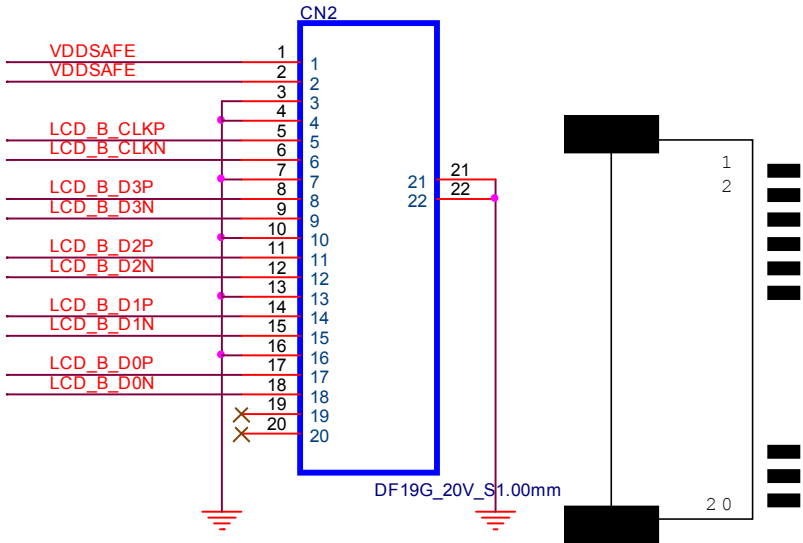 CN2
VDDSAFE 1 1
VDDSAFE 2 2
3 3
4 4
LCD_B_CLKP 5 5
LCD_B_CLKN 6 6
7 7
LCD_B_D3P 8 8
LCD_B_D3N 9 9
10 10
LCD_B_D2P 11 11
LCD_B_D2N 12 12
13 13
LCD_B_D1P 14 14
LCD_B_D1N 15 15
16 16
LCD_B_D0P 17 17
LCD_B_D0N 18 18
19 19
20 20
21 21
22 22
DF19G_20V_S1.00mm
1
2
20